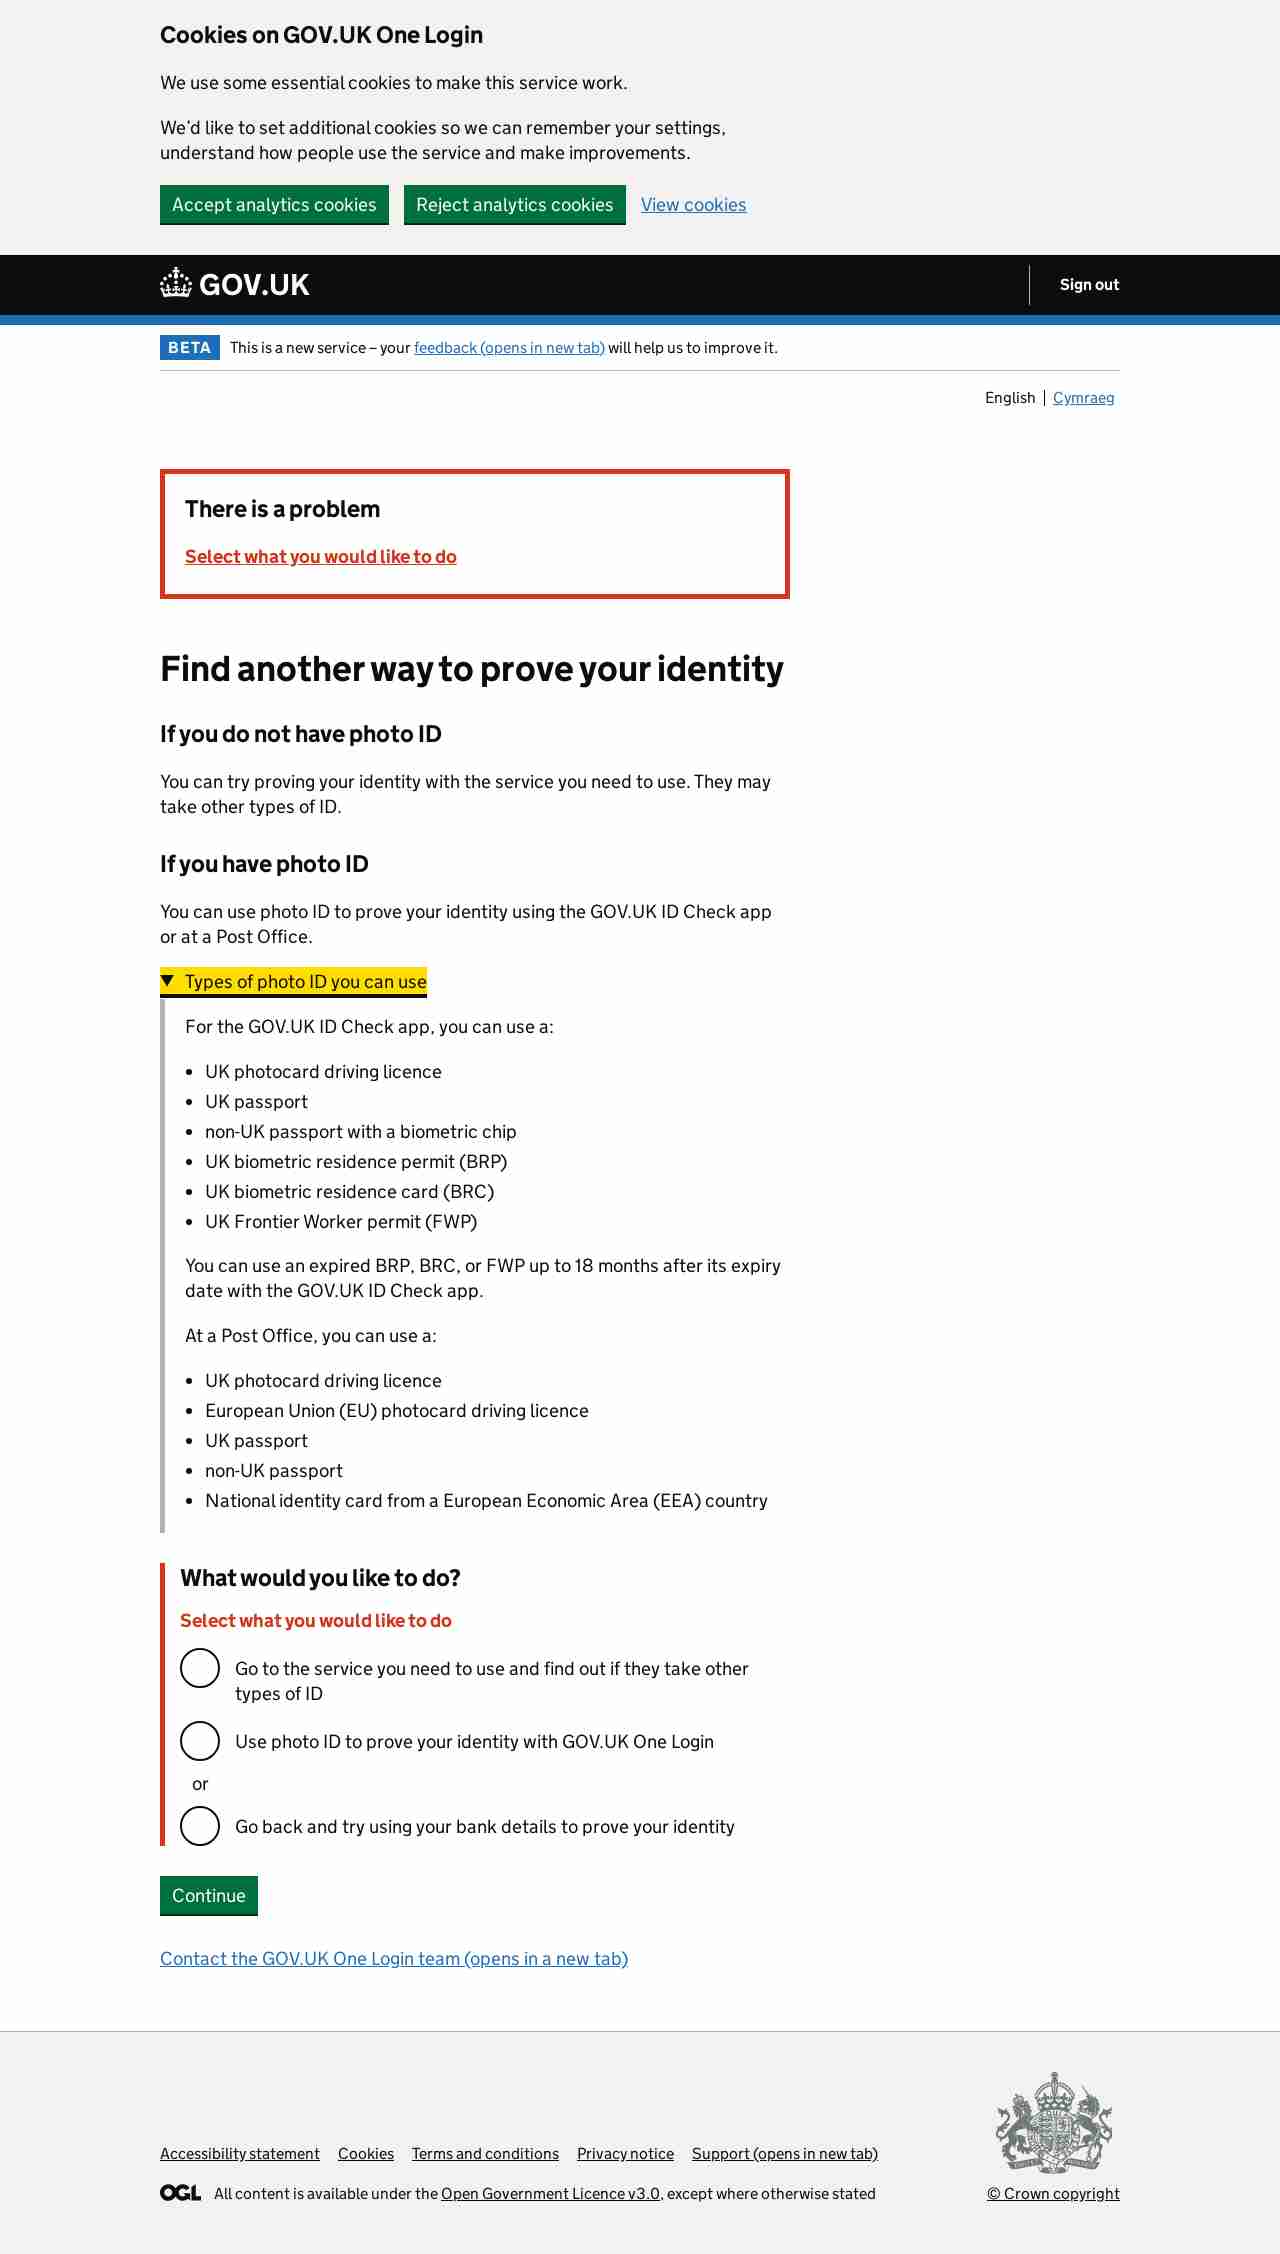 Cookies on GOV.UK One Login
We use some essential cookies to make this service work.
We’d like to set additional cookies so we can remember your settings,
understand how people use the service and make improvements.
Accept analytics cookies Reject analytics cookies View cookies
GOV.UK Sign out
BETA This is a new service – your feedback (opens in new tab) will help us to improve it.
English Cymraeg
There is a problem
Select what you would like to do
Find another way to prove your identity
If you do not have photo ID
You can try proving your identity with the service you need to use. They may
take other types of ID.
If you have photo ID
You can use photo ID to prove your identity using the GOV.UK ID Check app
or at a Post Office.
Types of photo ID you can use
For the GOV.UK ID Check app, you can use a:
• UK photocard driving licence
• UK passport
• non-UK passport with a biometric chip
• UK biometric residence permit (BRP)
• UK biometric residence card (BRC)
• UK Frontier Worker permit (FWP)
You can use an expired BRP, BRC, or FWP up to 18 months after its expiry
date with the GOV.UK ID Check app.
At a Post Office, you can use a:
• UK photocard driving licence
• European Union (EU) photocard driving licence
• UK passport
• non-UK passport
• National identity card from a European Economic Area (EEA) country
What would you like to do?
Select what you would like to do
Go to the service you need to use and find out if they take other
types of ID
Use photo ID to prove your identity with GOV.UK One Login
or
Go back and try using your bank details to prove your identity
Continue
Contact the GOV.UK One Login team (opens in a new tab)
Accessibility statement Cookies Terms and conditions Privacy notice Support (opens in new tab)
OGL All content is available under the Open Government Licence v3.0, except where otherwise stated
© Crown copyright